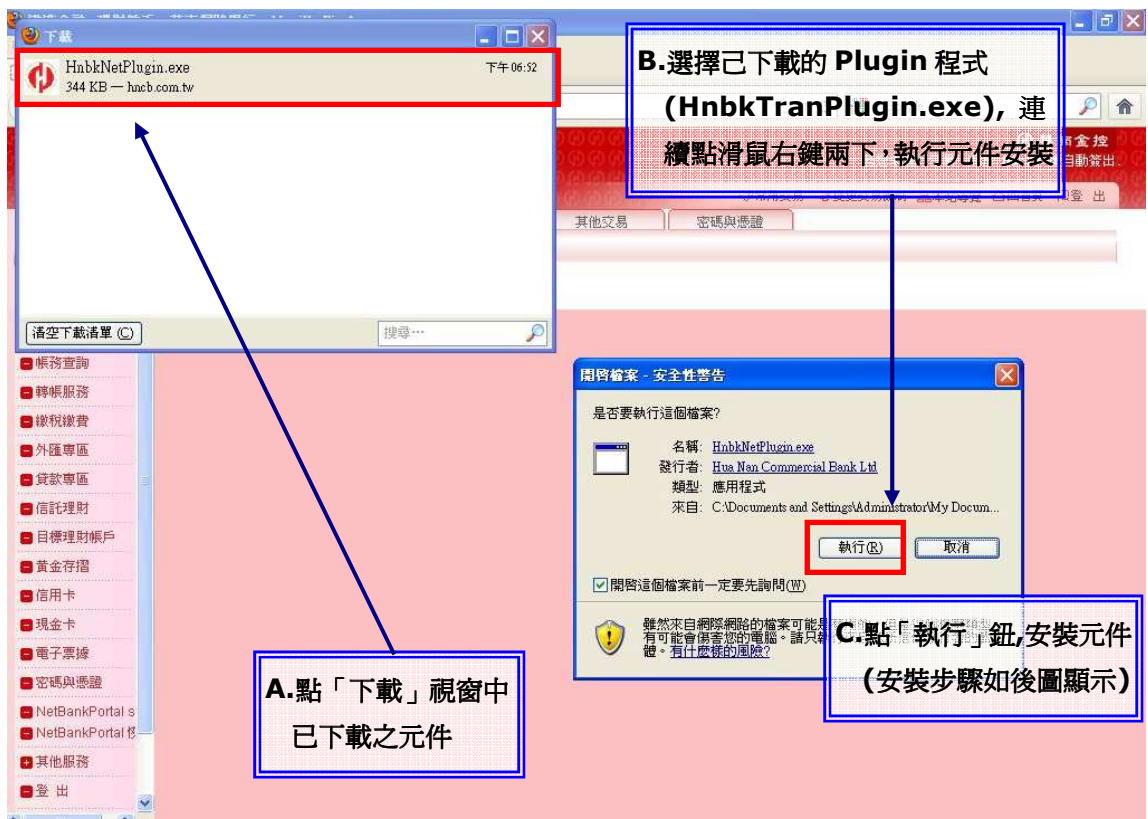 下載
HnbkNetPlugin.exe
下午 06:52
344 KB — hncb.com.tw
清空下載清單 (C)
搜尋…
B.選擇己下載的 Plugin 程式
(HnbkTranPlugin.exe), 連
續點滑鼠右鍵兩下，執行元件安裝
金控
自動簽出
登 出
其他交易
密碼與憑證
帳務查詢
轉帳服務
繳稅繳費
外匯專區
貸款專區
信託理財
目標理財帳戶
黃金存摺
信用卡
現金卡
電子票據
密碼與憑證
NetBankPortal s
NetBankPortal
其他服務
登 出
開啟檔案 - 安全性警告
是否要執行這個檔案?
名稱: HnbkNetPlugin.exe
發行者: Hua Nan Commercial Bank Ltd
類型: 應用程式
來自: C:\Documents and Settings\Administrator\My Docum...
執行(R)
取消
開啟這個檔案前一定要先詢問(W)
雖然來自網際網路的檔案可能
有可能會傷害您的電腦。請只
體。有什麼樣的風險?
A.點「下載」視窗中
已下載之元件
C.點「執行」鈕,安裝元件
(安裝步驟如後圖顯示)